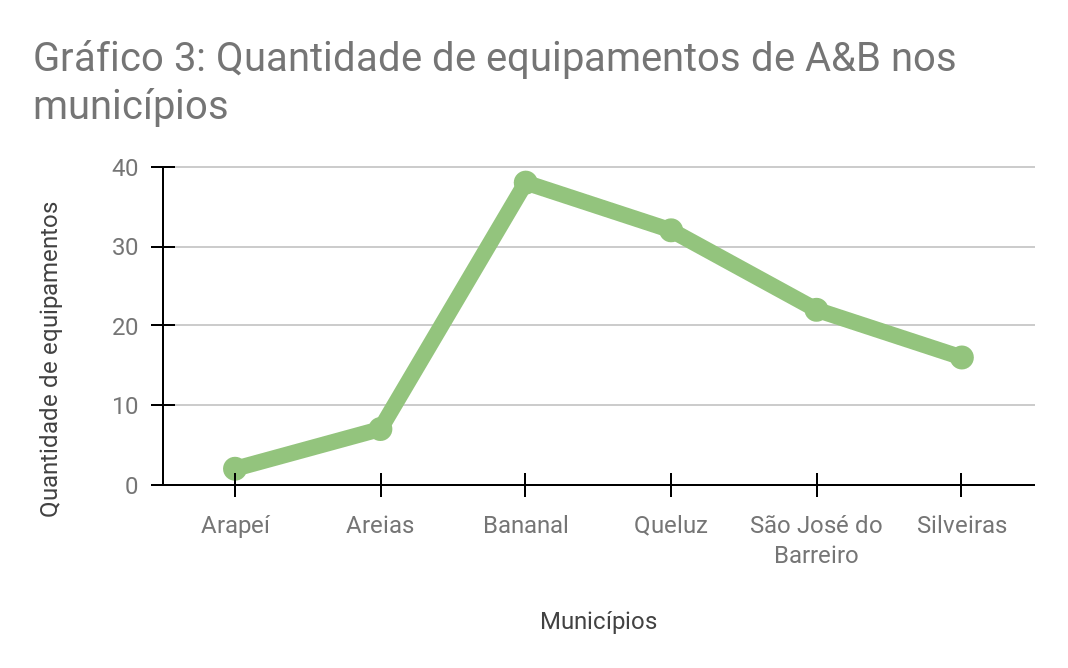 Gráfico 3: Quantidade de equipamentos de A&B nos
municípios
Quantidade de equipamentos
40
30
20
10
0
Arapeí
Areias
Bananal
Queluz
São José do
Barreiro
Silveiras
Municípios